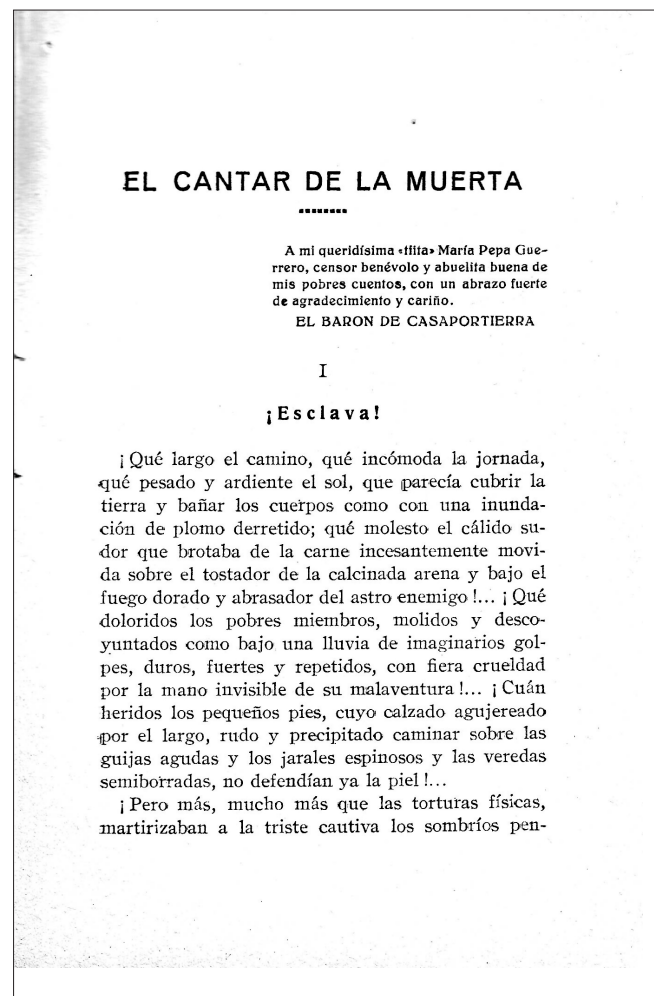 EL CANTAR DE LA MUERTA
A mi queridísima «tiita» María Pepa Gue-
rrero, censor benévolo y abuelita buena de
mis pobres cuentos, con un abrazo fuerte
de agradecimiento y cariño.
EL BARON DE CASAPORTIERRA
I
¡Esclava!
¡Qué largo el camino, qué incómoda la jornada,
qué pesado y ardiente el sol, que parecía cubrir la
tierra y bañar los cuerpos como con una inunda-
ción de plomo derretido; qué molesto el cálido su-
dor que brotaba de la carne incesantemente movi-
da sobre el tostador de la calcinada arena y bajo el
fuego dorado y abrasador del astro enemigo!... ¡Qué
doloridos los pobres miembros, molidos y desco-
yuntados como bajo una lluvia de imaginarios gol-
pes, duros, fuertes y repetidos, con fiera crueldad
por la mano invisible de su malaventura!... ¡Cuán
heridos los pequeños pies, cuyo calzado agujereado
por el largo, rudo y precipitado caminar sobre las
guijas agudas y los jarales espinosos y las veredas
semiborradas, no defendían ya la piel!...
¡Pero más, mucho más que las torturas físicas,
martirizaban a la triste cautiva los sombríos pen-